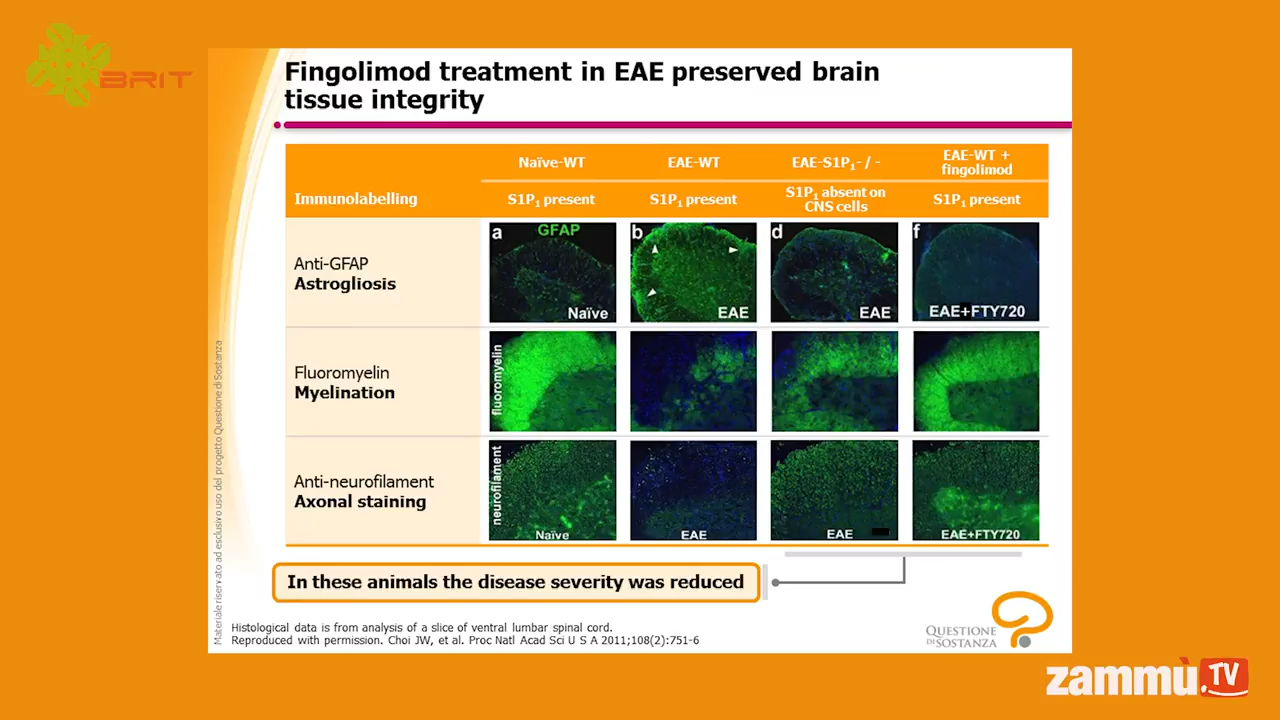 BRIT
Fingolimod treatment in EAE preserved brain
tissue integrity
Immunolabelling
Naïve-WT
EAE-WT
EAE-S1P1- / -
EAE-WT +
fingolimod
S1P1 present
S1P1 present
S1P1 absent on
CNS cells
S1P1 present
Anti-GFAP
Astrogliosis
a
GFAP
Naïve
b
EAE
d
EAE
f
EAE+FTY720
Fluoromyelin
Myelination
fluoromyelin
Anti-neurofilament
Axonal staining
neurofilament
Naïve
EAE
EAE
EAE+FTY720
In these animals the disease severity was reduced
Materiale riservato ad esclusivo uso del progetto Questione di Sostanza
Histological data is from analysis of a slice of ventral lumbar spinal cord.
Reproduced with permission. Choi JW, et al. Proc Natl Acad Sci U S A 2011;108(2):751-6
QUESTIONE
DI SOSTANZA
zammù.TV